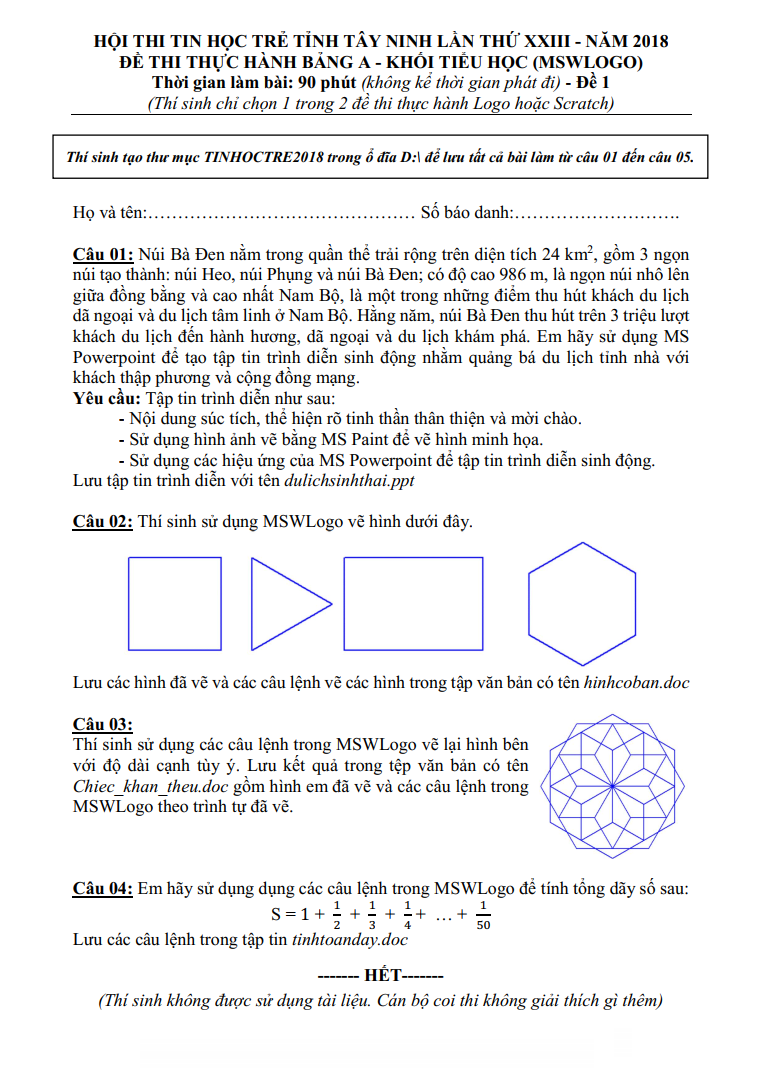 HỘI THI TIN HỌC TRẺ TỈNH TÂY NINH LẦN THỨ XXIII - NĂM 2018
ĐỀ THI THỰC HÀNH BẢNG A - KHỐI TIỂU HỌC (MSWLOGO)
Thời gian làm bài: 90 phút (không kể thời gian phát đi) - Đề 1
(Thí sinh chỉ chọn 1 trong 2 đề thi thực hành Logo hoặc Scratch)
Thí sinh tạo thư mục TINHOCTRE2018 trong ổ đĩa D:\ để lưu tất cả bài làm từ câu 01 đến câu 05.
Họ và tên:……………………………………… Số báo danh:……………………….
Câu 01: Núi Bà Đen nằm trong quần thể trải rộng trên diện tích 24 km², gồm 3 ngọn
núi tạo thành: núi Heo, núi Phụng và núi Bà Đen; có độ cao 986 m, là ngọn núi nhô lên
giữa đồng bằng và cao nhất Nam Bộ, là một trong những điểm thu hút khách du lịch
dã ngoại và du lịch tâm linh ở Nam Bộ. Hằng năm, núi Bà Đen thu hút trên 3 triệu lượt
khách du lịch đến hành hương, dã ngoại và du lịch khám phá. Em hãy sử dụng MS
Powerpoint để tạo tập tin trình diễn sinh động nhằm quảng bá du lịch tỉnh nhà với
khách thập phương và cộng đồng mạng.
Yêu cầu: Tập tin trình diễn như sau:
- Nội dung súc tích, thể hiện rõ tinh thần thân thiện và mời chào.
- Sử dụng hình ảnh vẽ bằng MS Paint để vẽ hình minh họa.
- Sử dụng các hiệu ứng của MS Powerpoint để tập tin trình diễn sinh động.
Lưu tập tin trình diễn với tên dulichsinhthai.ppt
Câu 02: Thí sinh sử dụng MSWLogo vẽ hình dưới đây.
Lưu các hình đã vẽ và các câu lệnh vẽ các hình trong tập văn bản có tên hinhcoban.doc
Câu 03:
Thí sinh sử dụng các câu lệnh trong MSWLogo vẽ lại hình bên
với độ dài cạnh tùy ý. Lưu kết quả trong tệp văn bản có tên
Chiec_khan_theu.doc gồm hình em đã vẽ và các câu lệnh trong
MSWLogo theo trình tự đã vẽ.
Câu 04: Em hãy sử dụng dụng các câu lệnh trong MSWLogo để tính tổng dãy số sau:
S = 1 + 1/2 + 1/3 + 1/4 + … + 1/50
Lưu các câu lệnh trong tập tin tinhtoanday.doc
------- HẾT-------
(Thí sinh không được sử dụng tài liệu. Cán bộ coi thi không giải thích gì thêm)